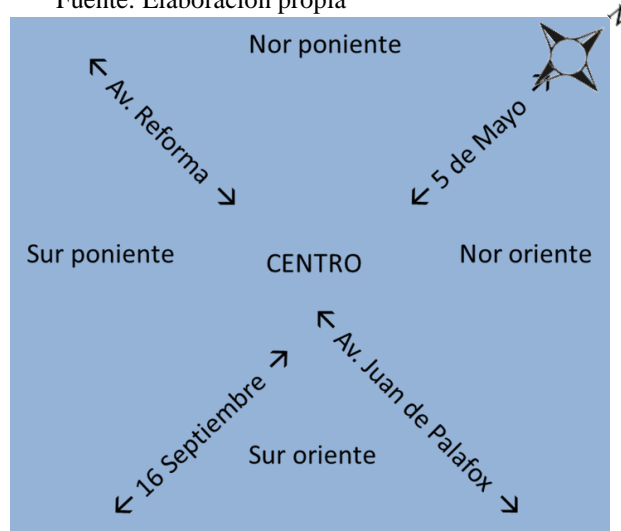 Fuente: Elaboración propia
N
Nor poniente
Av. Reforma
5 de Mayo
Sur poniente
CENTRO
Nor oriente
16 Septiembre
Av. Juan de Palafox
Sur oriente